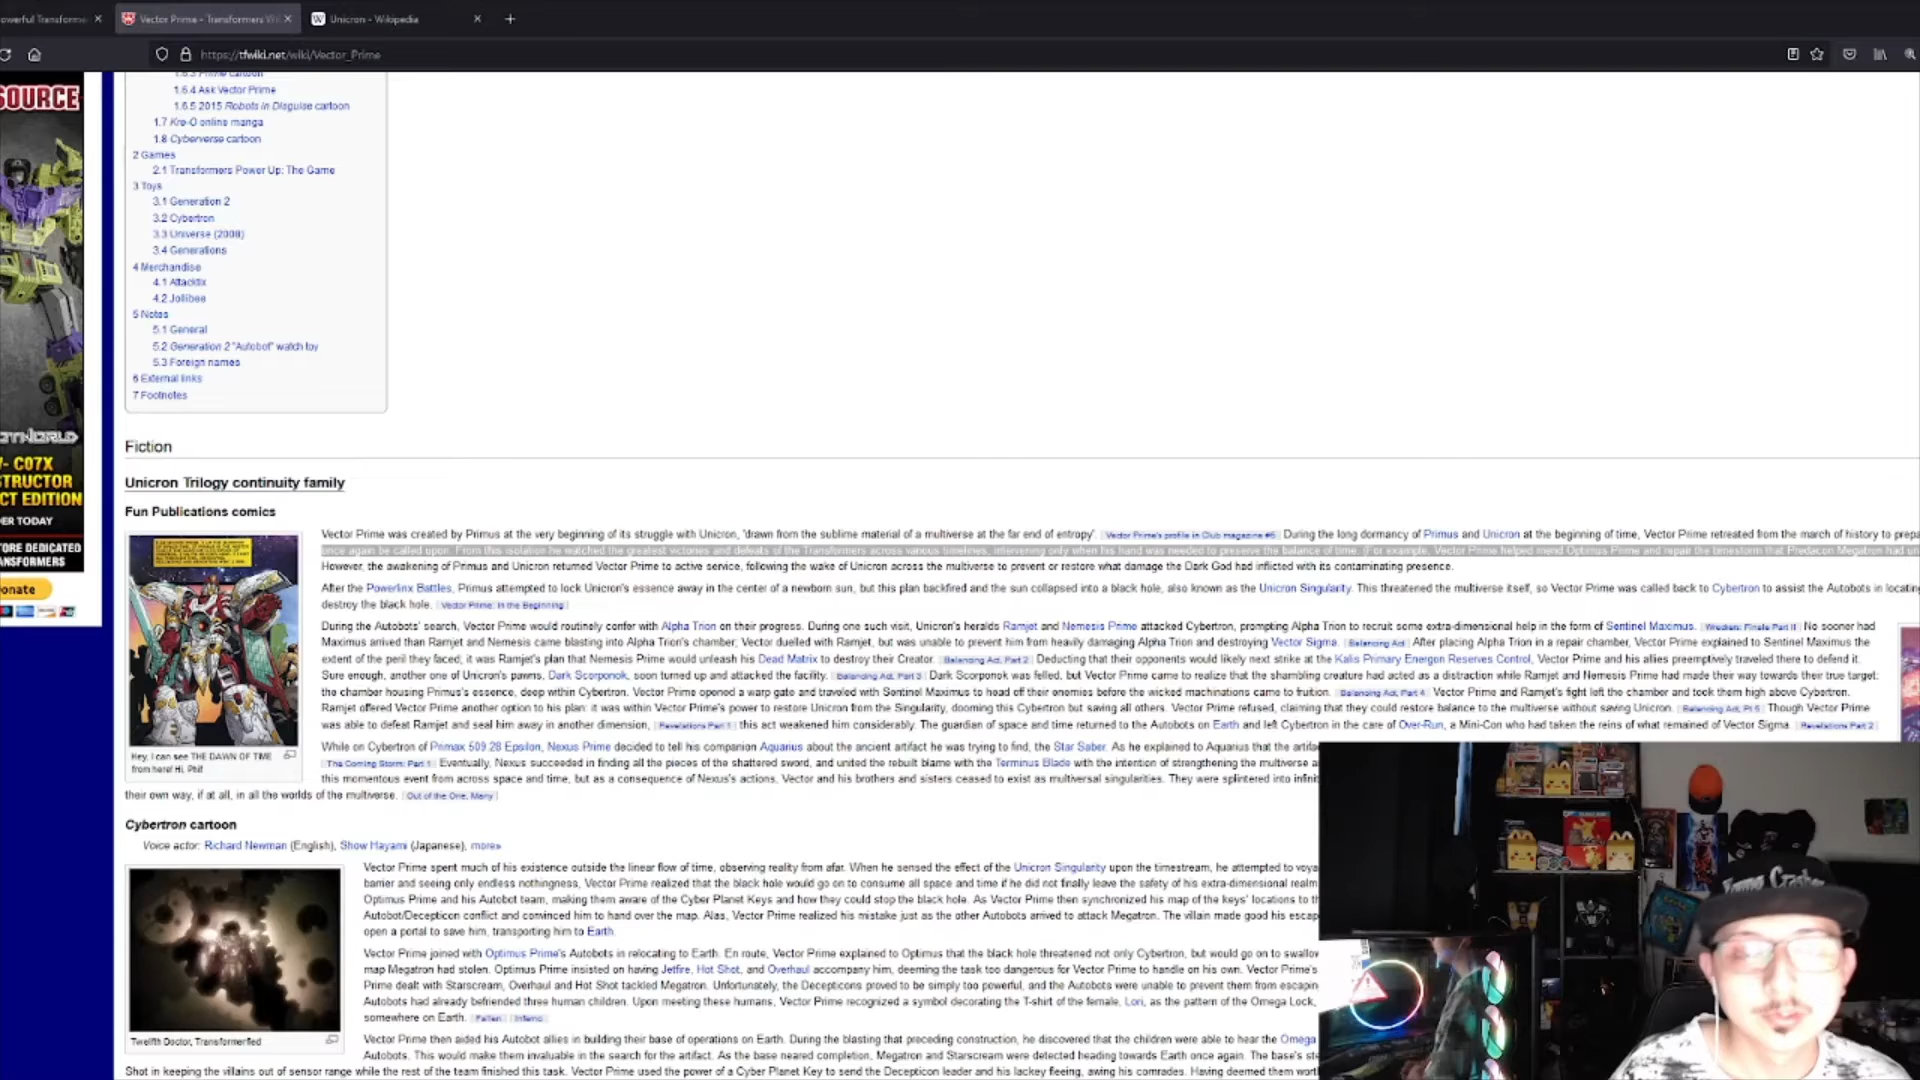 owerful Transforme
Vector Prime - Transformers Wi
Unicron - Wikipedia
https://tfwiki.net/wiki/Vector_Prime
SOURCE
1.6.3 Prime cartoon
1.6.4 Ask Vector Prime
1.6.5 2015 Robots in Disguise cartoon
1.7 Kre-O online manga
1.8 Cyberverse cartoon
2 Games
2.1 Transformers Power Up: The Game
3 Toys
3.1 Generation 2
3.2 Cybertron
3.3 Universe (2008)
3.4 Generations
4 Merchandise
4.1 Attacktix
4.2 Jollibee
5 Notes
5.1 General
5.2 Generation 2 "Autobot" watch toy
5.3 Foreign names
6 External links
7 Footnotes
- C07X
STRUCTOR
CT EDITION
ER TODAY
TORE DEDICATED
ANSFORMERS
onate
Fiction
Unicron Trilogy continuity family
Fun Publications comics
Vector Prime was created by Primus at the very beginning of its struggle with Unicron, "drawn from the sublime material of a multiverse at the far end of entropy". Vector Prime's profile in Club magazine #6 During the long dormancy of Primus and Unicron at the beginning of time, Vector Prime retreated from the march of history to prepa
once again be called upon. From this isolation he watched the greatest victories and defeats of the Transformers across various timelines, intervening only when his hand was needed to preserve the balance of time. (For example, Vector Prime helped mend Optimus Prime and repair the timestorm that Predacon Megatron had un
However, the awakening of Primus and Unicron returned Vector Prime to active service, following the wake of Unicron across the multiverse to prevent or restore what damage the Dark God had inflicted with its contaminating presence.
After the Powerlinx Battles, Primus attempted to lock Unicron's essence away in the center of a newborn sun, but this plan backfired and the sun collapsed into a black hole, also known as the Unicron Singularity. This threatened the multiverse itself, so Vector Prime was called back to Cybertron to assist the Autobots in locating
destroy the black hole. Vector Prime: In the Beginning
During the Autobots' search, Vector Prime would routinely confer with Alpha Trion on their progress. During one such visit, Unicron's heralds Ramjet and Nemesis Prime attacked Cybertron, prompting Alpha Trion to recruit some extra-dimensional help in the form of Sentinel Maximus. Wreckers: Finale Part II No sooner had
Maximus arrived than Ramjet and Nemesis came blasting into Alpha Trion's chamber; Vector duelled with Ramjet, but was unable to prevent him from heavily damaging Alpha Trion and destroying Vector Sigma. Balancing Act After placing Alpha Trion in a repair chamber, Vector Prime explained to Sentinel Maximus the
extent of the peril they faced; it was Ramjet's plan that Nemesis Prime would unleash his Dead Matrix to destroy their Creator. Balancing Act, Part 2 Deducting that their opponents would likely next strike at the Kalis Primary Energon Reserves Control, Vector Prime and his allies preemptively traveled there to defend it.
Sure enough, another one of Unicron's pawns, Dark Scorponok, soon turned up and attacked the facility. Balancing Act, Part 3 Dark Scorponok was felled, but Vector Prime came to realize that the shambling creature had acted as a distraction while Ramjet and Nemesis Prime had made their way towards their true target:
the chamber housing Primus's essence, deep within Cybertron. Vector Prime opened a warp gate and traveled with Sentinel Maximus to head of their enemies before the wicked machinations came to fruition. Balancing Act, Part 4 Vector Prime and Ramjet's fight left the chamber and took them high above Cybertron.
Ramjet offered Vector Prime another option to his plan: it was within Vector Prime's power to restore Unicron from the Singularity, dooming this Cybertron but saving all others. Vector Prime refused, claiming that they could restore balance to the multiverse without saving Unicron. Balancing Act, Pt 5 Though Vector Prime
was able to defeat Ramjet and seal him away in another dimension, Revelations Part 1 this act weakened him considerably. The guardian of space and time returned to the Autobots on Earth and left Cybertron in the care of Over-Run, a Mini-Con who had taken the reins of what remained of Vector Sigma. Revelations Part 2
Hey, I can see THE DAWN OF TIME
from here! Hi, Phil!
While on Cybertron of Primax 509.28 Epsilon, Nexus Prime decided to tell his companion Aquarius about the ancient artifact he was trying to find, the Star Saber. As he explained to Aquarius that the artifa
The Coming Storm: Part 1 Eventually, Nexus succeeded in finding all the pieces of the shattered sword, and united the rebuilt blame with the Terminus Blade with the intention of strengthening the multiverse a
this momentous event from across space and time, but as a consequence of Nexus's actions, Vector and his brothers and sisters ceased to exist as multiversal singularities. They were splintered into infinit
their own way, if at all, in all the worlds of the multiverse. Out of the One, Many
Cybertron cartoon
Voice actor: Richard Newman (English), Show Hayami (Japanese), more»
Vector Prime spent much of his existence outside the linear flow of time, observing reality from afar. When he sensed the effect of the Unicron Singularity upon the timestream, he attempted to voya
barrier and seeing only endless nothingness, Vector Prime realized that the black hole would go on to consume all space and time if he did not finally leave the safety of his extra-dimensional realm
Optimus Prime and his Autobot team, making them aware of the Cyber Planet Keys and how they could stop the black hole. As Vector Prime then synchronized his map of the keys' locations to th
Autobot/Decepticon conflict and convinced him to hand over the map. Alas, Vector Prime realized his mistake just as the other Autobots arrived to attack Megatron. The villain made good his escap
open a portal to save him, transporting him to Earth.
Vector Prime joined with Optimus Prime's Autobots in relocating to Earth. En route, Vector Prime explained to Optimus that the black hole threatened not only Cybertron, but would go on to swallow
map Megatron had stolen. Optimus Prime insisted on having Jetfire, Hot Shot, and Overhaul accompany him, deeming the task too dangerous for Vector Prime to handle on his own. Vector Prime's
Prime dealt with Starscream, Overhaul and Hot Shot tackled Megatron. Unfortunately, the Decepticons proved to be simply too powerful, and the Autobots were unable to prevent them from escaping
Autobots had already befriended three human children. Upon meeting these humans, Vector Prime recognized a symbol decorating the T-shirt of the female, Lori, as the pattern of the Omega Lock,
somewhere on Earth. Fallen Inferno
Twelfth Doctor, Transformerfied
Vector Prime then aided his Autobot allies in building their base of operations on Earth. During the blasting that preceding construction, he discovered that the children were able to hear the Omega
Autobots. This would make them invaluable in the search for the artifact. As the base neared completion, Megatron and Starscream were detected heading towards Earth once again. The base's ste
Shot in keeping the villains out of sensor range while the rest of the team finished this task. Vector Prime used the power of a Cyber Planet Key to send the Decepticon leader and his lackey fleeing, awing his comrades. Having deemed them wort